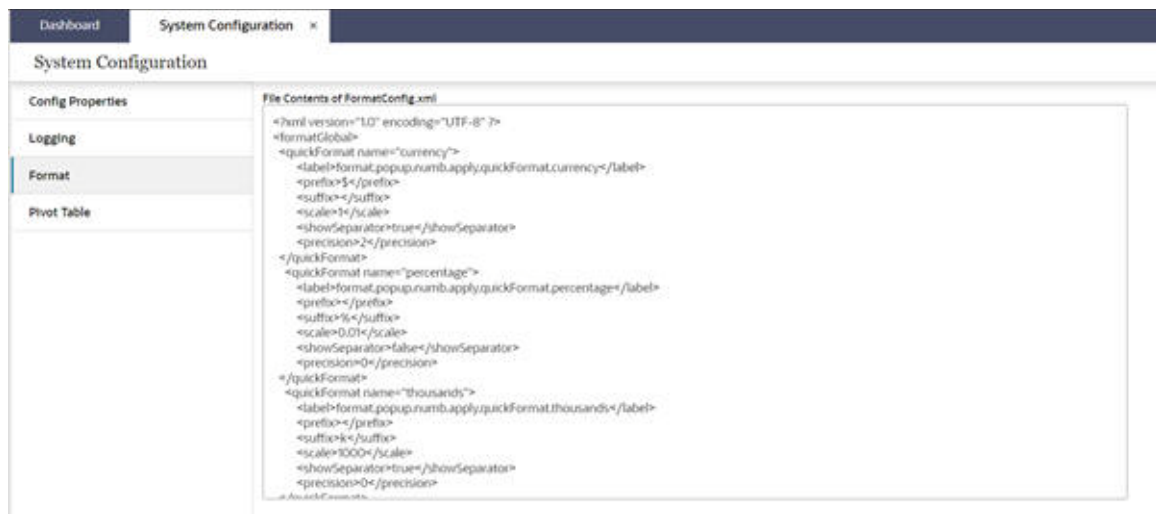 Dashboard
System Configuration ×
System Configuration
Config Properties
Logging
Format
Pivot Table
File Contents of FormatConfig.xml
<?xml version="1.0" encoding="UTF-8" ?>
<formatGlobal>
<quickFormat name="currency">
<label>format.popup.numb.apply.quickFormat.currency</label>
<prefix>$</prefix>
<suffix></suffix>
<scale>1</scale>
<showSeparator>true</showSeparator>
<precision>2</precision>
</quickFormat>
<quickFormat name="percentage">
<label>format.popup.numb.apply.quickFormat.percentage</label>
<prefix></prefix>
<suffix>%</suffix>
<scale>0.01</scale>
<showSeparator>false</showSeparator>
<precision>0</precision>
</quickFormat>
<quickFormat name="thousands">
<label>format.popup.numb.apply.quickFormat.thousands</label>
<prefix></prefix>
<suffix>k</suffix>
<scale>1000</scale>
<showSeparator>true</showSeparator>
<precision>0</precision>